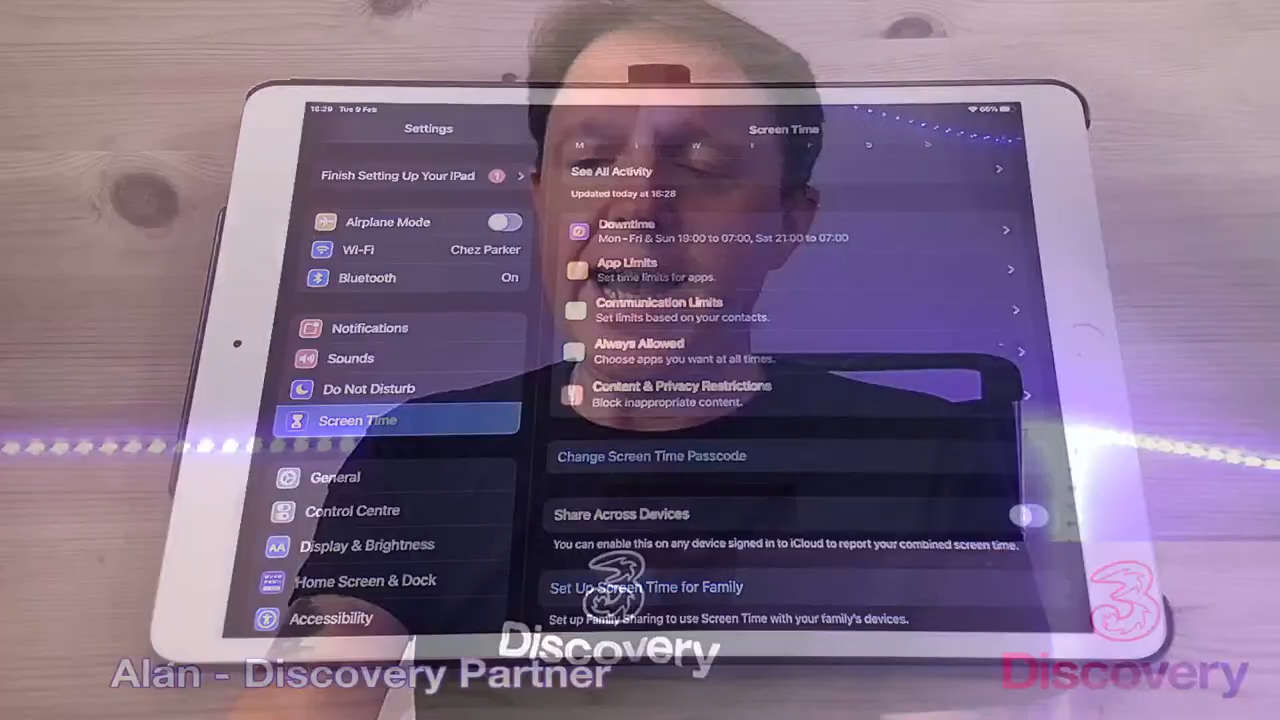 16:29 Tue 9 Feb
66%
Settings
Finish Setting Up Your iPad 1
Airplane Mode
Wi-Fi Chez Parker
Bluetooth On
Notifications
Sounds
Do Not Disturb
Screen Time
General
Control Centre
AA Display & Brightness
Home Screen & Dock
Accessibility
Screen Time
M T W T F S S
See All Activity
Updated today at 16:28
Downtime
Mon-Fri & Sun 19:00 to 07:00, Sat 21:00 to 07:00
App Limits
Set time limits for apps.
Communication Limits
Set limits based on your contacts.
Always Allowed
Choose apps you want at all times.
Content & Privacy Restrictions
Block inappropriate content.
Change Screen Time Passcode
Share Across Devices
You can enable this on any device signed in to iCloud to report your combined screen time.
Set Up Screen Time for Family
Set up Family Sharing to use Screen Time with your family's devices.
3
Discovery
Alan - Discovery Partner
3
Discovery